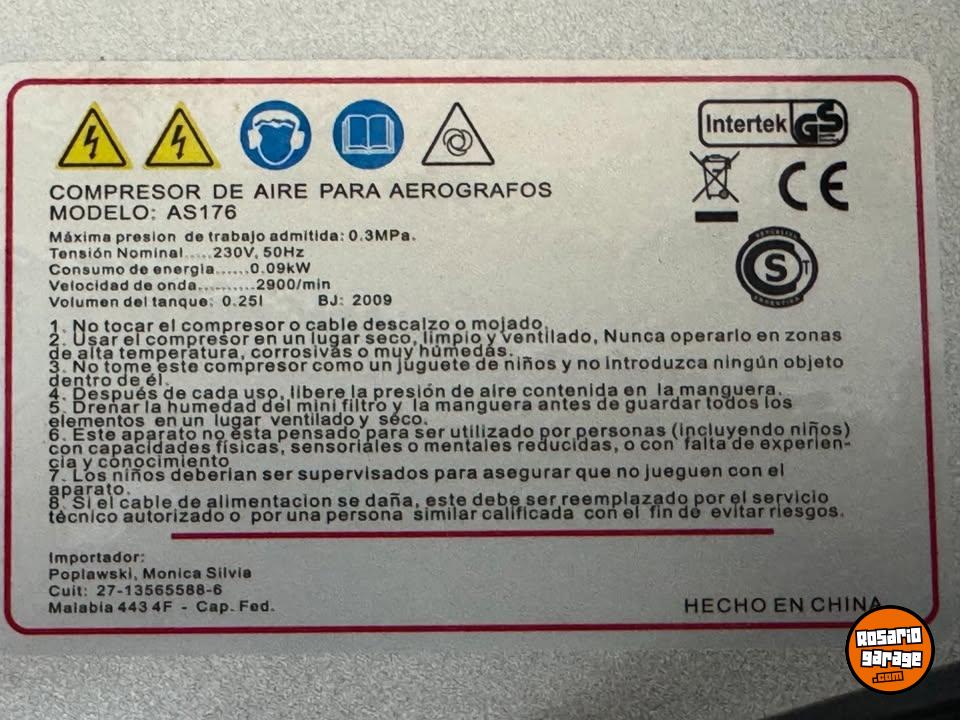 Intertek GS
CE
REPUBLICA
S T
ARGENTINA
COMPRESOR DE AIRE PARA AEROGRAFOS
MODELO: AS176
Máxima presion de trabajo admitida: 0.3MPa.
Tensión Nominal.....230V, 50Hz
Consumo de energia......0.09kW
Velocidad de onda..........2900/min
Volumen del tanque: 0.25l BJ: 2009
1. No tocar el compresor o cable descalzo o mojado.
2. Usar el compresor en un lugar seco, limpio y ventilado, Nunca operarlo en zonas
de alta temperatura, corrosivas o muy húmedas.
3. No tome este compresor como un juguete de niños y no introduzca ningún objeto
dentro de él.
4. Después de cada uso, libere la presión de aire contenida en la manguera.
5. Drenar la humedad del mini filtro y la manguera antes de guardar todos los
elementos en un lugar ventilado y seco.
6. Este aparato no esta pensado para ser utilizado por personas (incluyendo niños)
con capacidades físicas, sensoriales o mentales reducidas, o con falta de experien-
cia y conocimiento
7. Los niños deberian ser supervisados para asegurar que no jueguen con el
aparato.
8. Si el cable de alimentacion se daña, este debe ser reemplazado por el servicio
técnico autorizado o por una persona similar calificada con el fin de evitar riesgos.
Importador:
Poplawski, Monica Silvia
Cuit: 27-13565588-6
Malabia 443 4F - Cap. Fed.
HECHO EN CHINA
Rosario
garage
.com